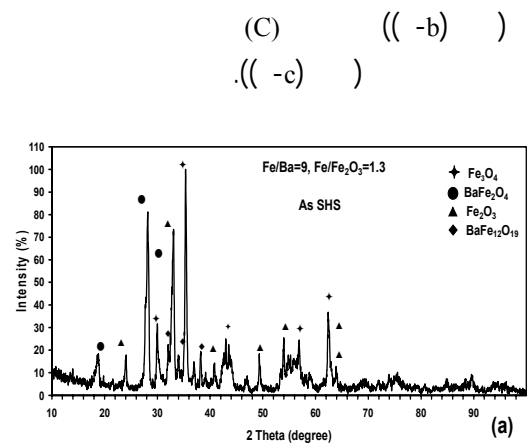 (C) (( -b) )
.(( -c) )
110
100
90
80
70
60
50
40
30
20
10
0
Intensity (%)
Fe/Ba=9, Fe/Fe₂O₃=1.3
As SHS
Fe₃O₄
BaFe₂O₄
Fe₂O₃
BaFe₁₂O₁₉
10 20 30 40 50 60 70 80 90
2 Theta (degree)
(a)